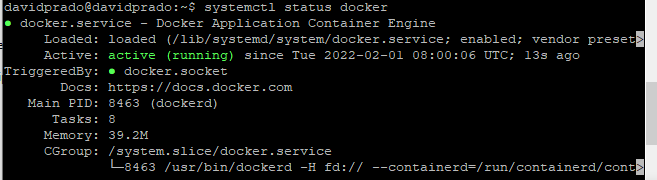 davidprado@davidprado:~$ systemctl status docker
● docker.service - Docker Application Container Engine
Loaded: loaded (/lib/systemd/system/docker.service; enabled; vendor preset>
Active: active (running) since Tue 2022-02-01 08:00:06 UTC; 13s ago
TriggeredBy: ● docker.socket
Docs: https://docs.docker.com
Main PID: 8463 (dockerd)
Tasks: 8
Memory: 39.2M
CGroup: /system.slice/docker.service
└─8463 /usr/bin/dockerd -H fd:// --containerd=/run/containerd/cont>